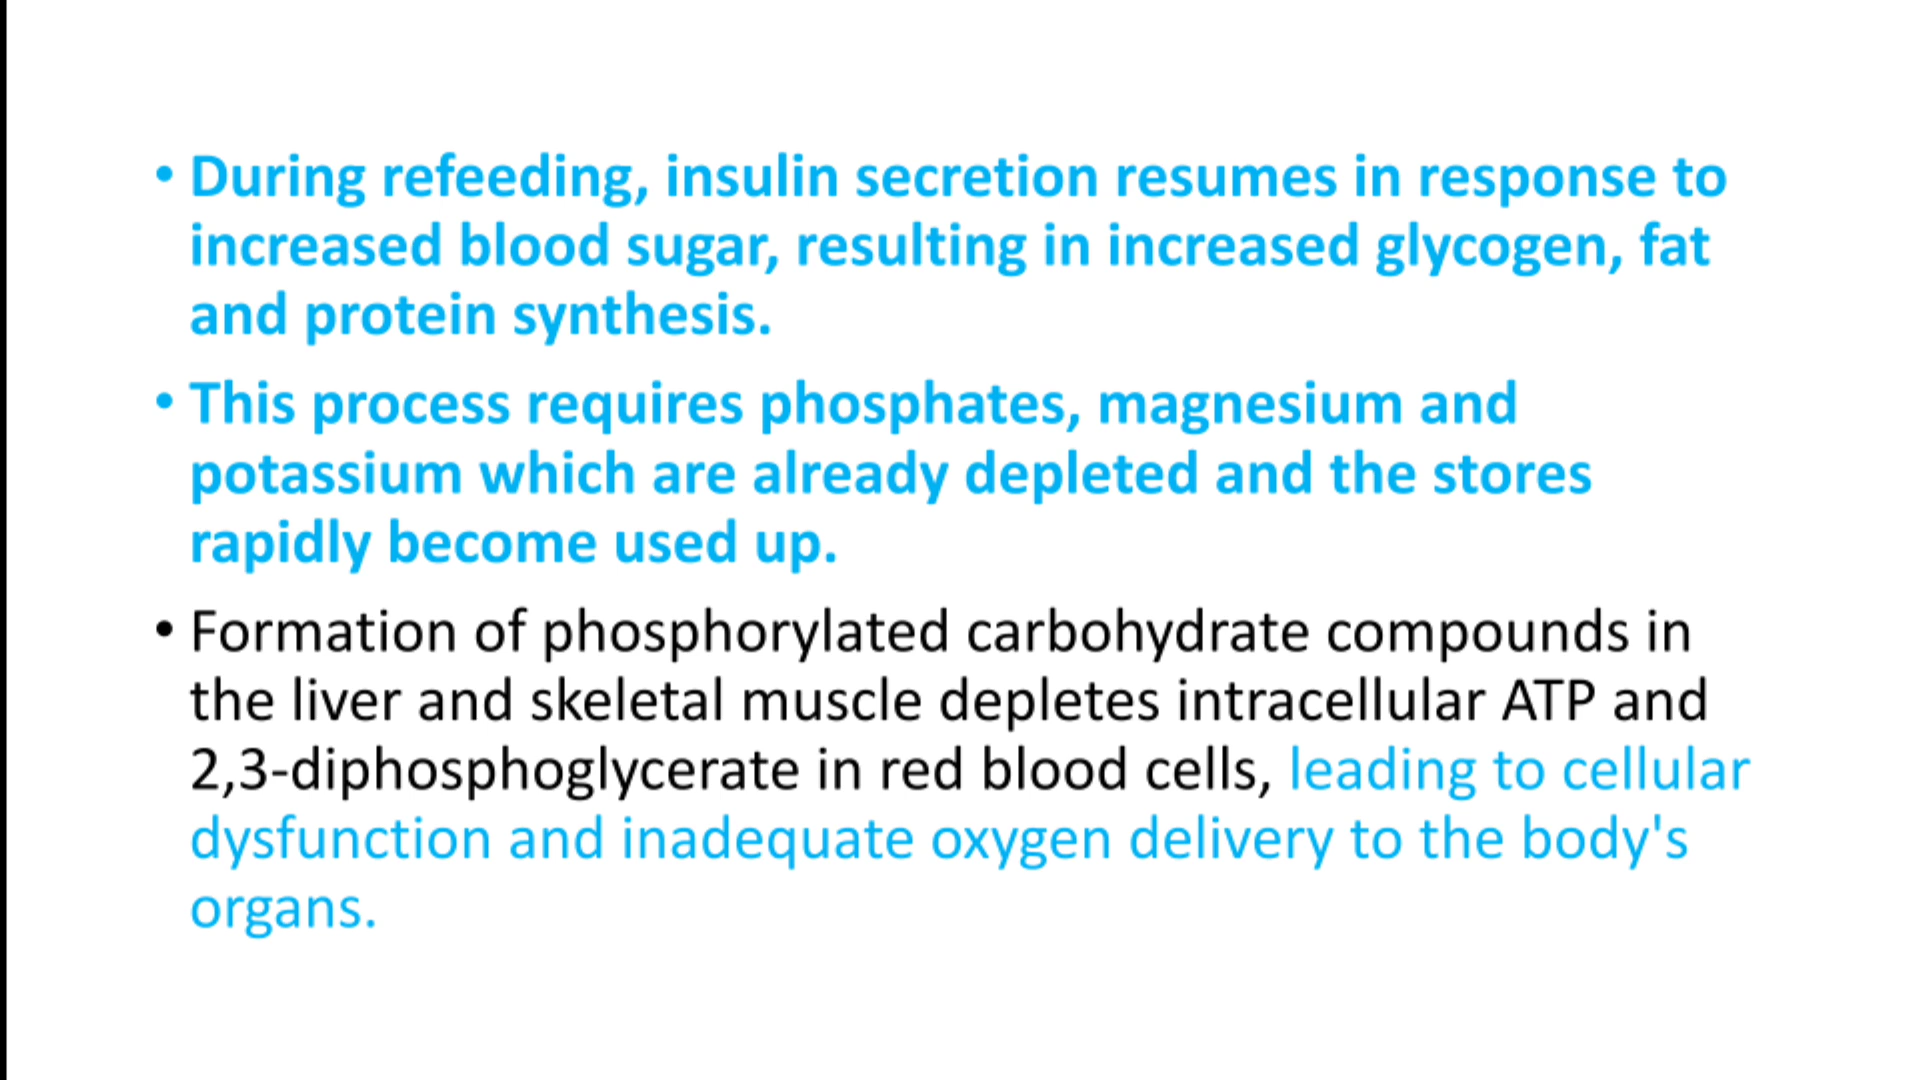 • During refeeding, insulin secretion resumes in response to
increased blood sugar, resulting in increased glycogen, fat
and protein synthesis.
• This process requires phosphates, magnesium and
potassium which are already depleted and the stores
rapidly become used up.
• Formation of phosphorylated carbohydrate compounds in
the liver and skeletal muscle depletes intracellular ATP and
2,3-diphosphoglycerate in red blood cells, leading to cellular
dysfunction and inadequate oxygen delivery to the body's
organs.